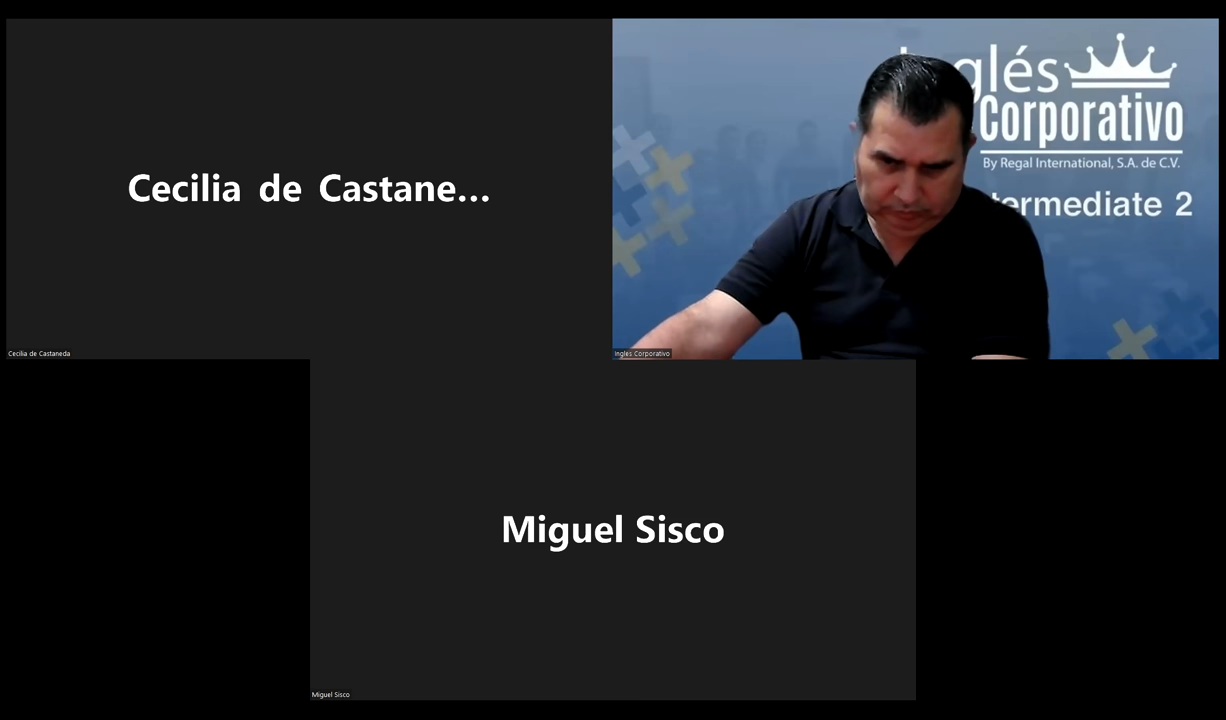 Cecilia de Castane...
Cecilia de Castaneda
glés
Corporativo
By Regal International, S.A. de C.V.
termediate 2
Inglés Corporativo
Miguel Sisco
Miguel Sisco